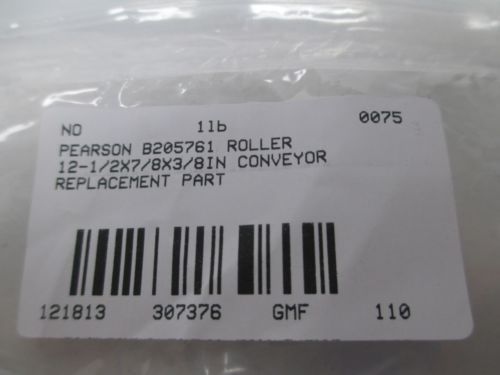 NO 1lb 0075
PEARSON B205761 ROLLER
12-1/2X7/8X3/8IN CONVEYOR
REPLACEMENT PART
121813 307376 GMF 110